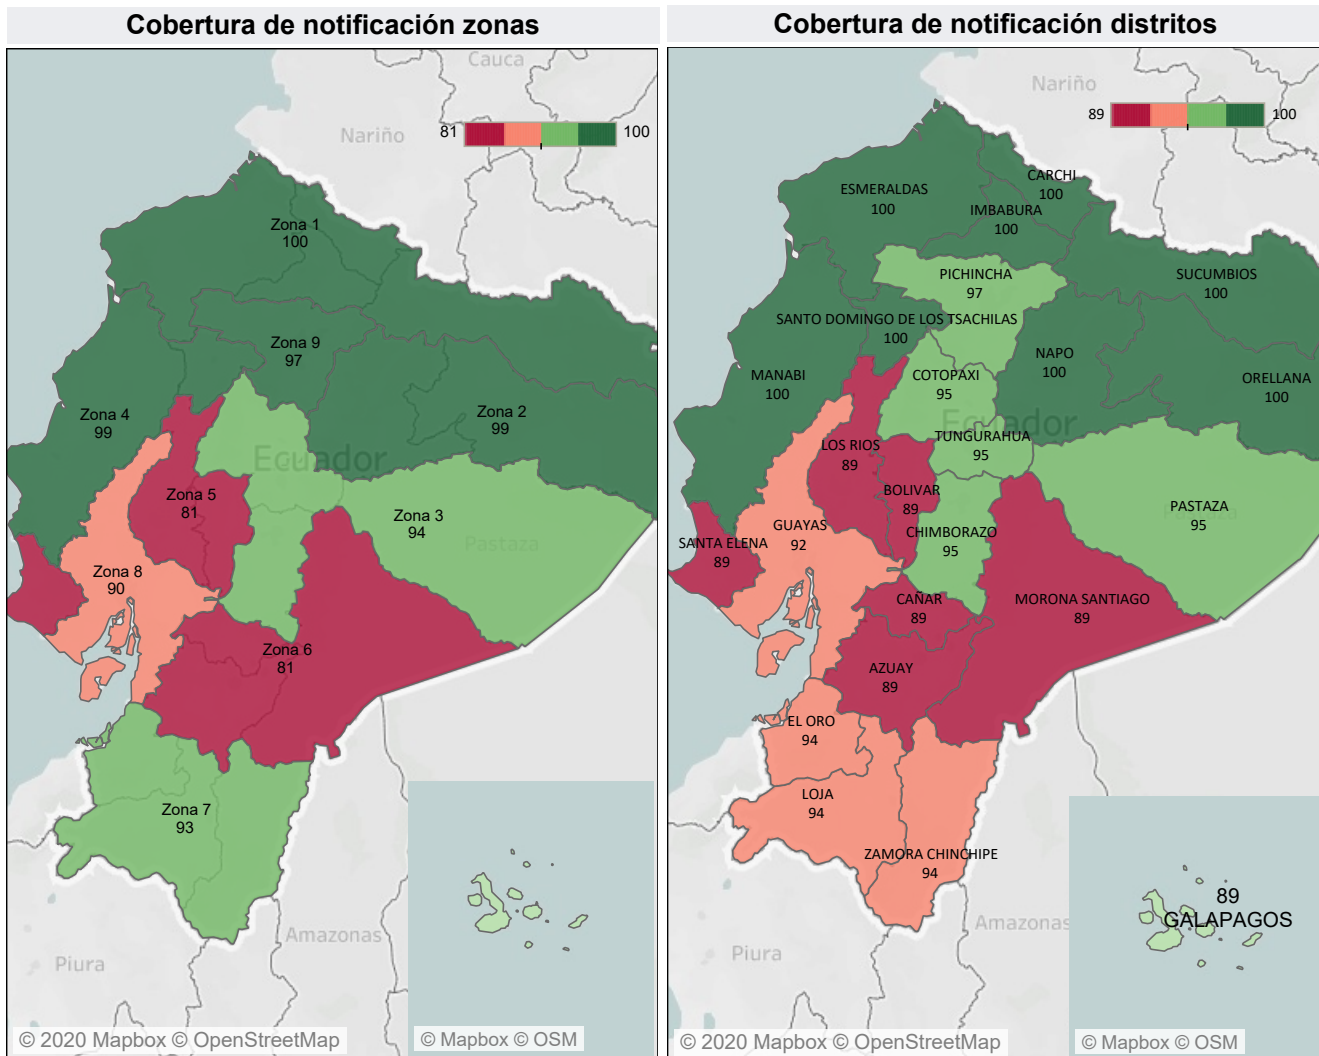 Cobertura de notificación zonas
Cauca
Nariño
81
100
Zona 1
100
Zona 9
97
Zona 4
99
Zona 2
99
Ecuador
Zona 5
81
Zona 3
94
Pastaza
Zona 8
90
Zona 6
81
Zona 7
93
Amazonas
Piura
© 2020 Mapbox © OpenStreetMap
© Mapbox © OSM
Cobertura de notificación distritos
Nariño
89
100
CARCHI
100
ESMERALDAS
100
IMBABURA
100
PICHINCHA
97
SUCUMBIOS
100
SANTO DOMINGO DE LOS TSACHILAS
100
NAPO
100
MANABI
100
COTOPAXI
95
ORELLANA
100
Ecuador
TUNGURAHUA
95
LOS RIOS
89
BOLIVAR
89
PASTAZA
95
GUAYAS
92
CHIMBORAZO
95
SANTA ELENA
89
CAÑAR
89
MORONA SANTIAGO
89
AZUAY
89
EL ORO
94
LOJA
94
ZAMORA CHINCHIPE
94
89
GALAPAGOS
Amazonas
Piura
© 2020 Mapbox © OpenStreetMap
© Mapbox © OSM